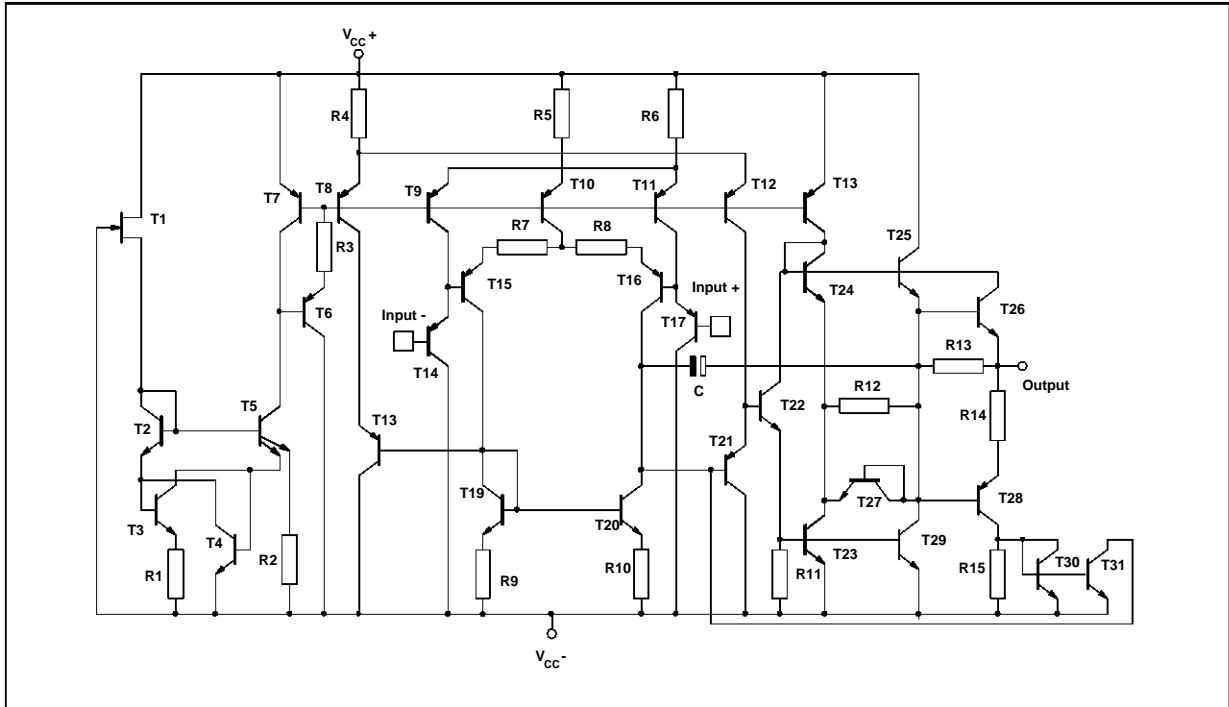 VCC+
R4
R5
R6
T7
T8
T9
T10
T11
T12
T13
T1
R3
R7
R8
T25
T6
T15
T16
Input +
T24
T26
Input -
T17
R13
T14
C
Output
T5
T2
T13
T22
R12
R14
T21
T19
T27
T28
T3
T4
T20
T23
T29
R1
R2
R9
R10
R11
R15
T30
T31
VCC-